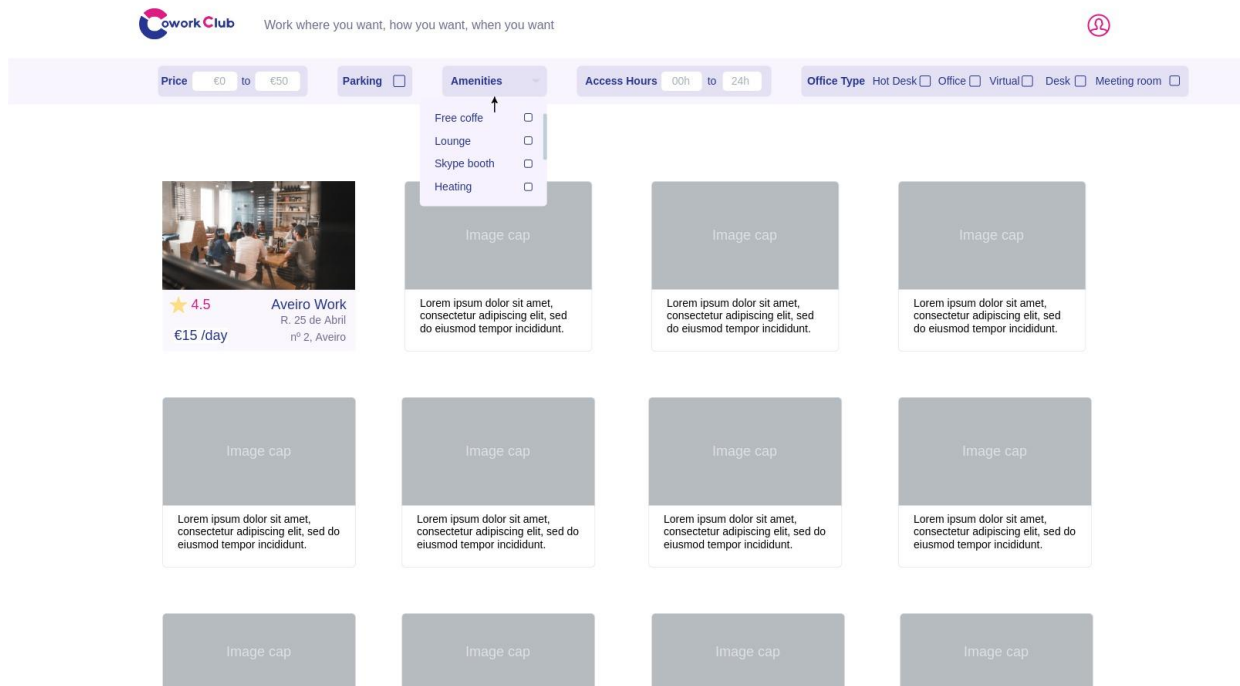 Cowork Club
Work where you want, how you want, when you want
Price €0 to €50
Parking
Amenities
Access Hours 00h to 24h
Office Type Hot Desk Office Virtual Desk Meeting room
Free coffe
Lounge
Skype booth
Heating
4.5
Aveiro Work
R. 25 de Abril
€15 /day
nº 2, Aveiro
Image cap
Lorem ipsum dolor sit amet,
consectetur adipiscing elit, sed
do eiusmod tempor incididunt.
Image cap
Lorem ipsum dolor sit amet,
consectetur adipiscing elit, sed
do eiusmod tempor incididunt.
Image cap
Lorem ipsum dolor sit amet,
consectetur adipiscing elit, sed
do eiusmod tempor incididunt.
Image cap
Lorem ipsum dolor sit amet,
consectetur adipiscing elit, sed do
eiusmod tempor incididunt.
Image cap
Lorem ipsum dolor sit amet,
consectetur adipiscing elit, sed do
eiusmod tempor incididunt.
Image cap
Lorem ipsum dolor sit amet,
consectetur adipiscing elit, sed do
eiusmod tempor incididunt.
Image cap
Lorem ipsum dolor sit amet,
consectetur adipiscing elit, sed do
eiusmod tempor incididunt.
Image cap
Image cap
Image cap
Image cap